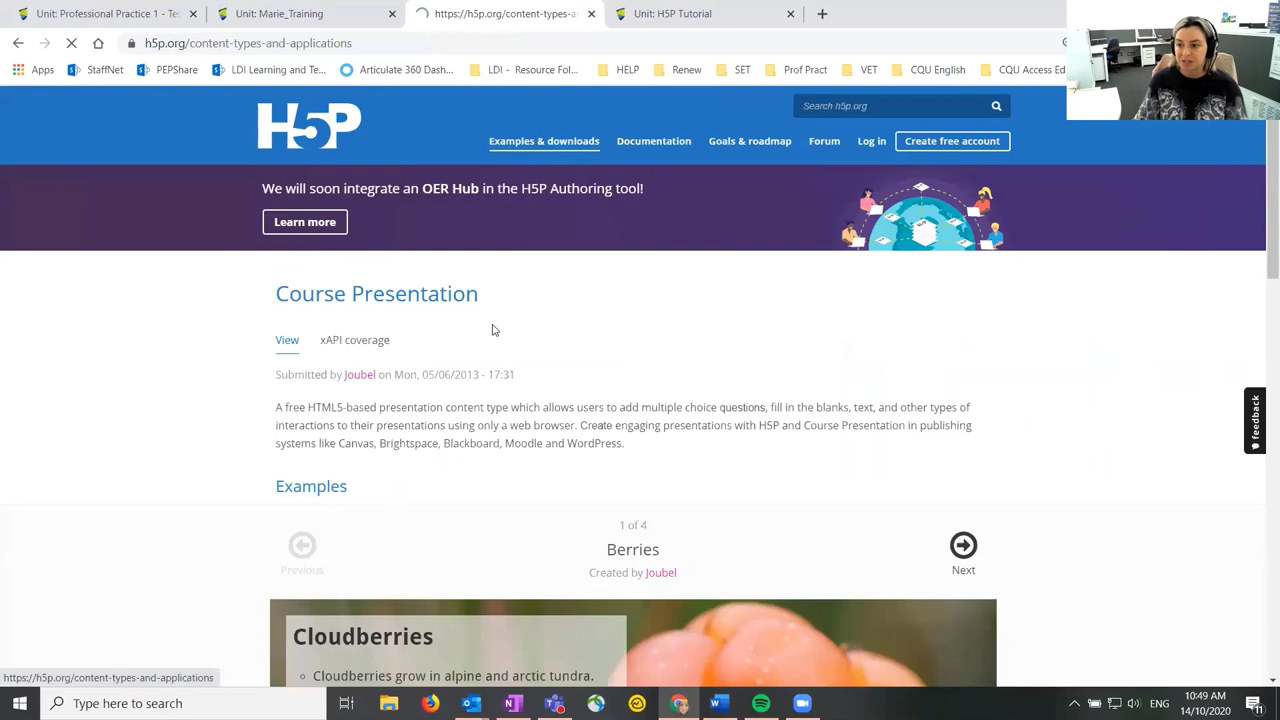 Unit: Professional Practice 1 - Te
Unit: Marie_Training
https://h5p.org/content-types-a
Unit: H5P Tutorial
h5p.org/content-types-and-applications
Apps
StaffNet
PEPShare
LDI Learning and Te...
Articulate 360 Dash...
LDI - Resource Fol...
HELP
Renew
SET
Prof Pract
VET
CQU English
CQU Access Ed
H5P
Search h5p.org
Examples & downloads
Documentation
Goals & roadmap
Forum
Log in
Create free account
We will soon integrate an OER Hub in the H5P Authoring tool!
Learn more
Course Presentation
View
xAPI coverage
Submitted by Joubel on Mon, 05/06/2013 - 17:31
A free HTML5-based presentation content type which allows users to add multiple choice questions, fill in the blanks, text, and other types of
interactions to their presentations using only a web browser. Create engaging presentations with H5P and Course Presentation in publishing
systems like Canvas, Brightspace, Blackboard, Moodle and WordPress.
feedback
Examples
1 of 4
Previous
Berries
Next
Created by Joubel
Cloudberries
Cloudberries grow in alpine and arctic tundra.
https://h5p.org/content-types-and-applications
Type here to search
ENG
10:49 AM
14/10/2020